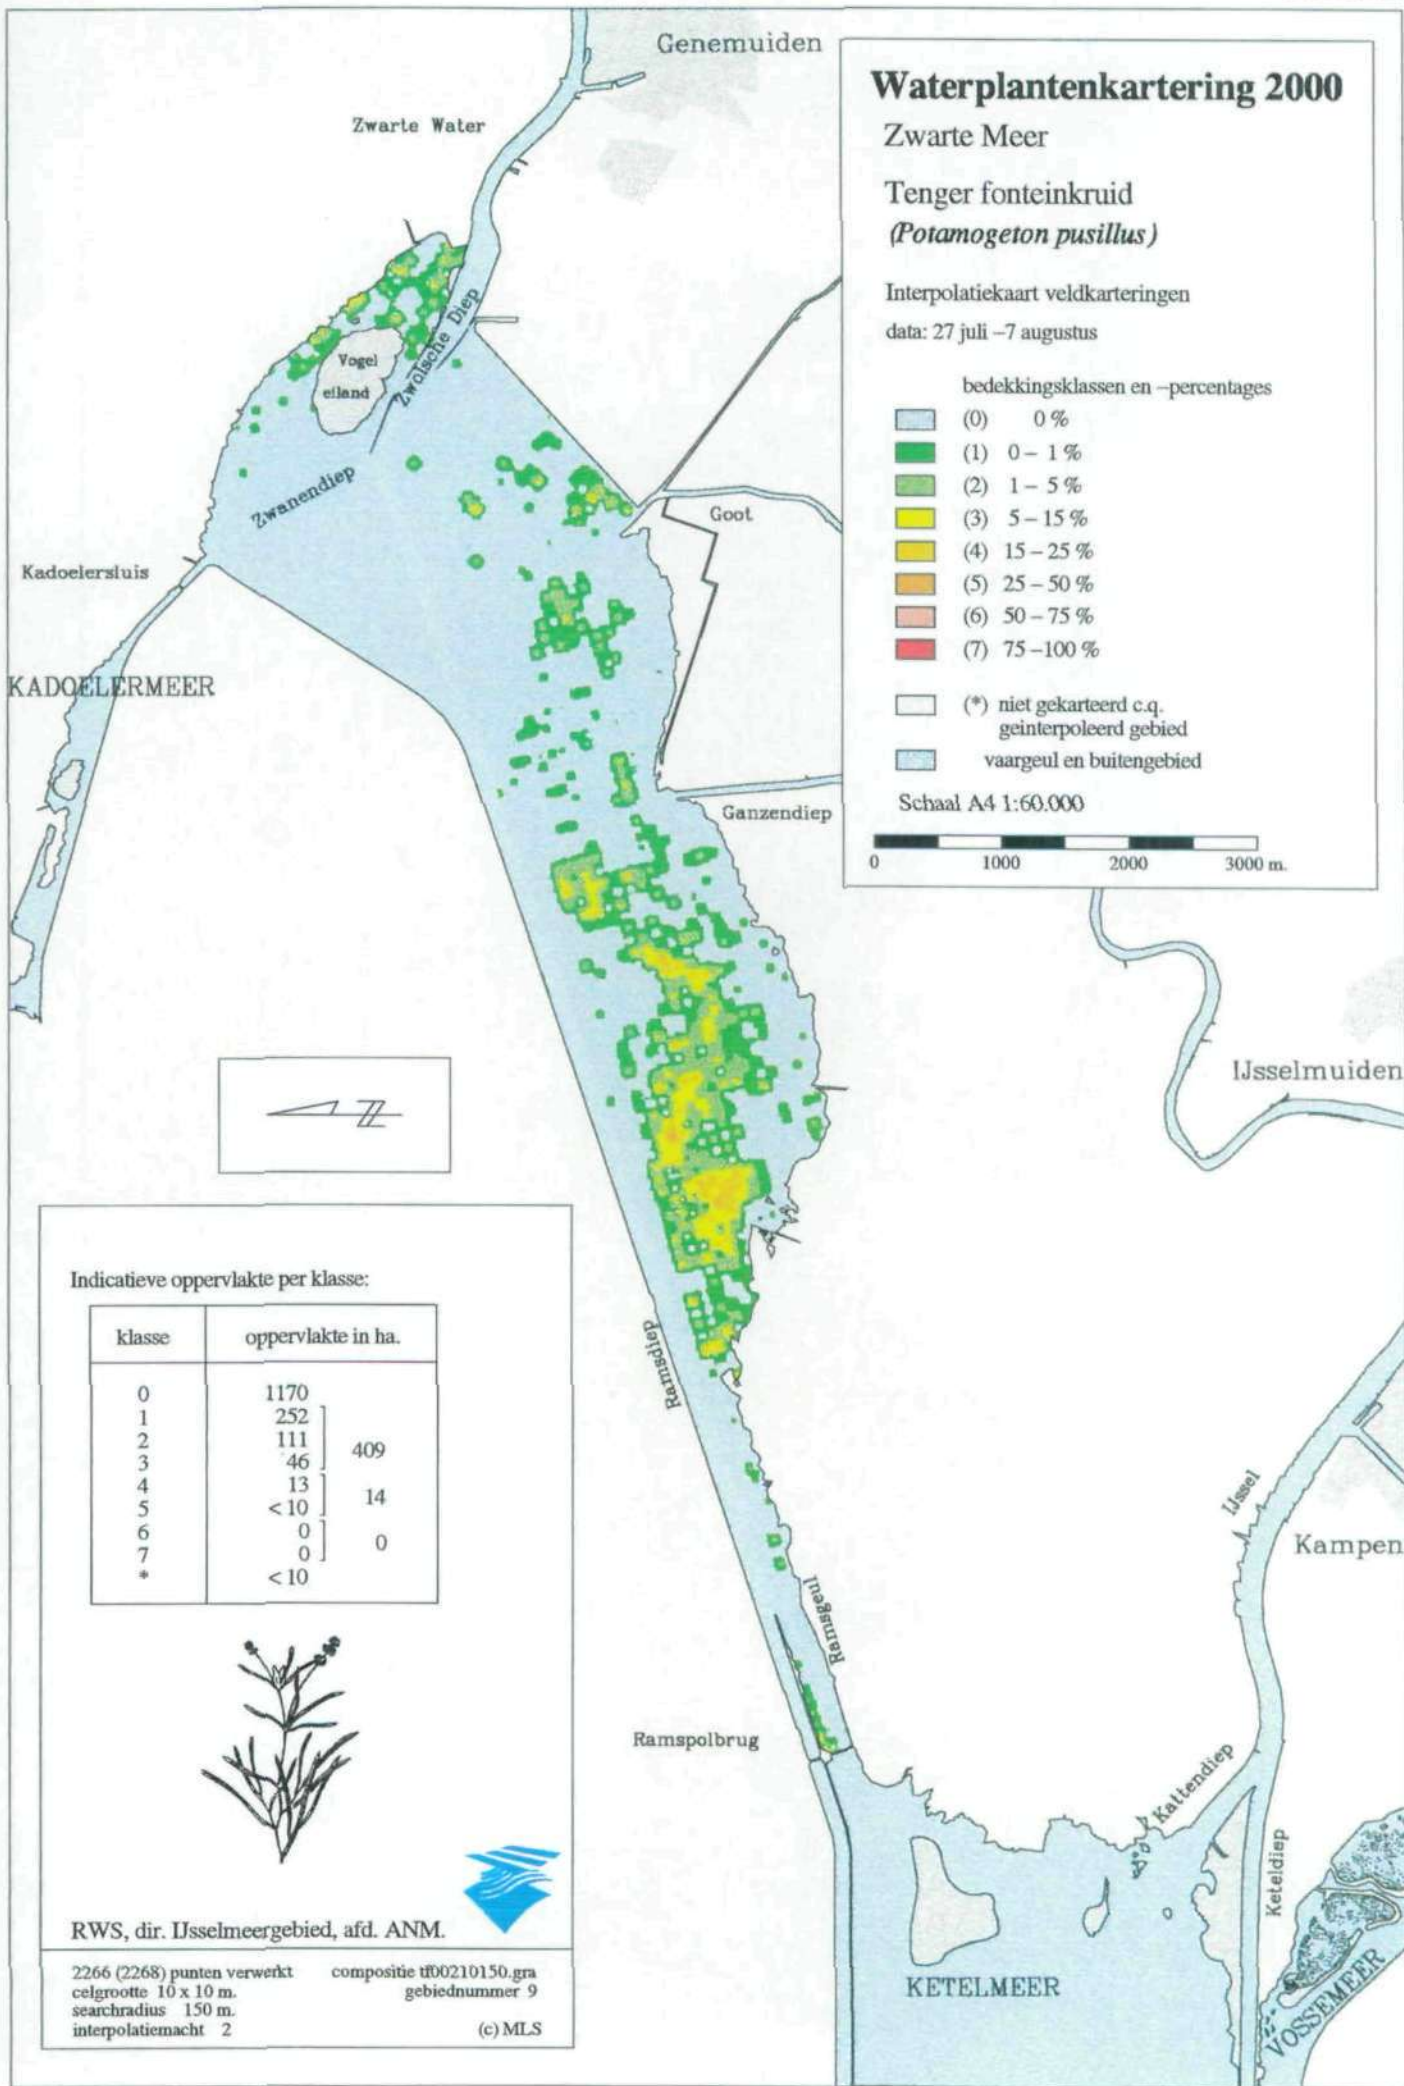 Genemuiden
Zwarte Water
Waterplantenkartering 2000
Zwarte Meer
Tenger fonteinkruid
(Potamogeton pusillus)
Interpolatiekaart veldkarteringen
data: 27 juli –7 augustus
bedekkingsklassen en –percentages
(0) 0 %
(1) 0 – 1 %
(2) 1 – 5 %
(3) 5 – 15 %
(4) 15 – 25 %
(5) 25 – 50 %
(6) 50 – 75 %
(7) 75 –100 %
(*) niet gekarteerd c.q.
geinterpoleerd gebied
vaargeul en buitengebied
Schaal A4 1:60.000
0 1000 2000 3000 m.
Vogel
eiland
Zwolsche Diep
Zwanendiep
Goot
Kadoelersluis
KADOELERMEER
Ganzendiep
IJsselmuiden
Ramsdiep
IJssel
Kampen
Ramsgeul
Ramspolbrug
Kattendiep
Keteldiep
KETELMEER
VOSSEMEER
Indicatieve oppervlakte per klasse:
klasse oppervlakte in ha.
0 1170
1 252
2 111 409
3 46
4 13 14
5 < 10
6 0 0
7 0
* < 10
RWS, dir. IJsselmeergebied, afd. ANM.
2266 (2268) punten verwerkt compositie tf00210150.gra
celgrootte 10 x 10 m. gebiednummer 9
searchradius 150 m.
interpolatiemacht 2 (c) MLS